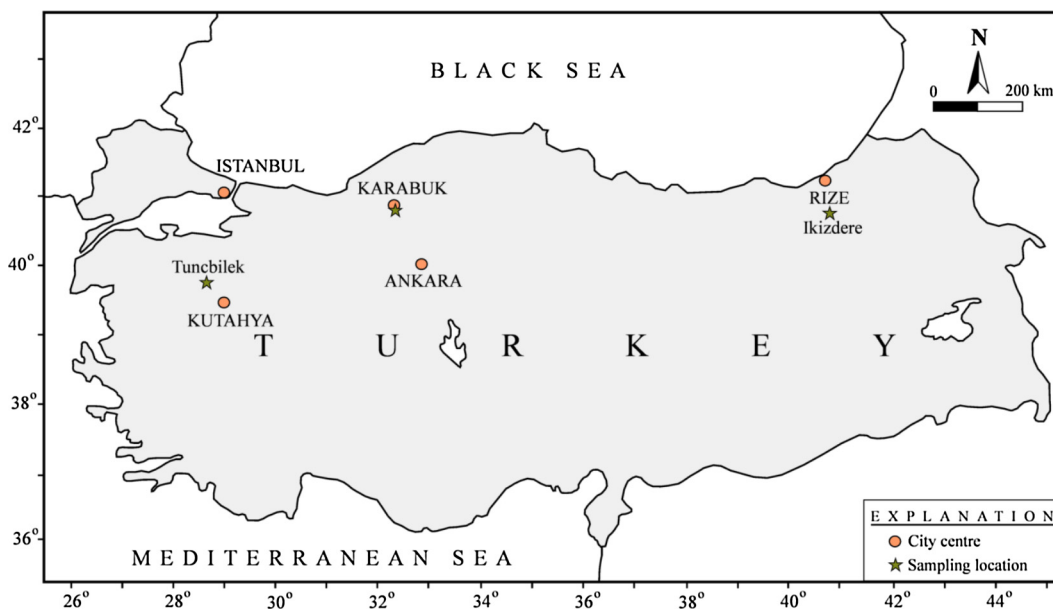 BLACK SEA
N
0 200 km
42°
ISTANBUL
KARABUK
RIZE
Ikizdere
40°
Tuncbilek
ANKARA
KUTAHYA
TURKEY
38°
36°
MEDITERRANEAN SEA
EXPLANATION
City centre
Sampling location
26° 28° 30° 32° 34° 36° 38° 40° 42° 44°